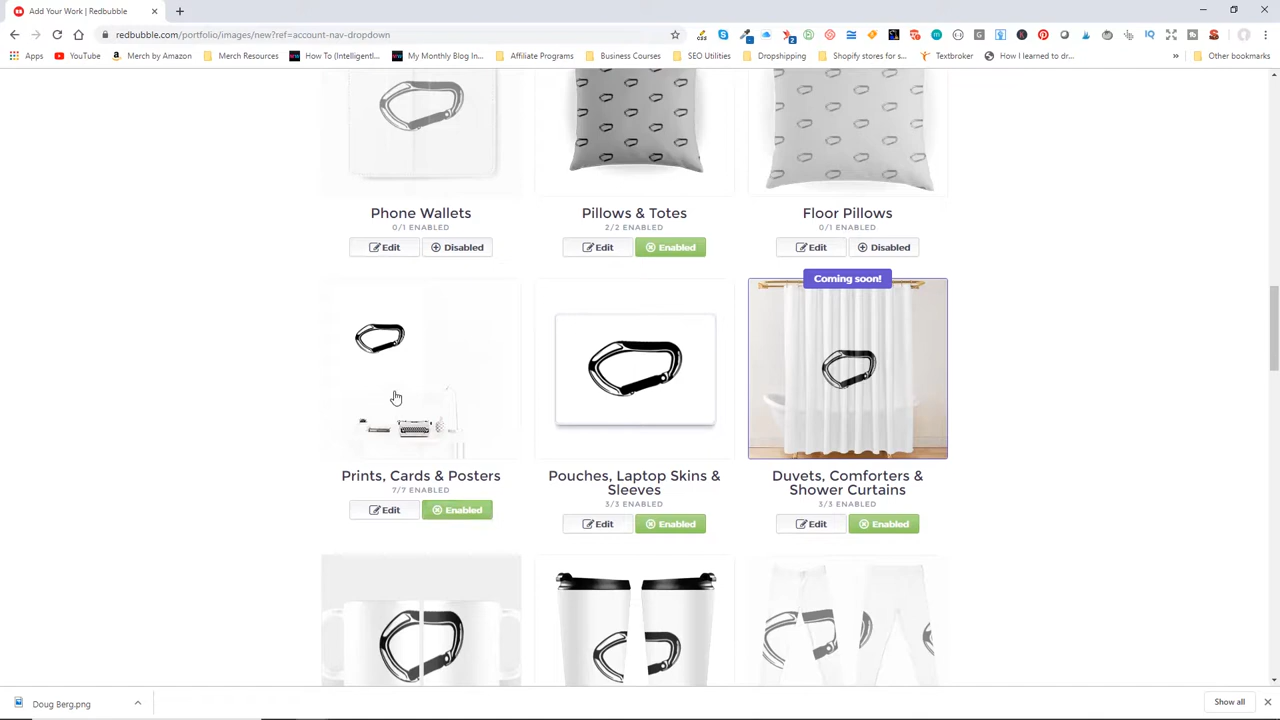 Add Your Work | Redbubble
redbubble.com/portfolio/images/new?ref=account-nav-dropdown
Apps YouTube Merch by Amazon Merch Resources How To (Intelligent/... My Monthly Blog In... Affiliate Programs Business Courses SEO Utilities Dropshipping Shopify stores for s... Textbroker How I learned to dr... » Other bookmarks
Phone Wallets Pillows & Totes Floor Pillows
0/1 ENABLED 2/2 ENABLED 0/1 ENABLED
Edit Disabled Edit Enabled Edit Disabled
Coming soon!
Prints, Cards & Posters
7/7 ENABLED
Edit Enabled
Pouches, Laptop Skins &
Sleeves
3/3 ENABLED
Edit Enabled
Duvets, Comforters &
Shower Curtains
3/3 ENABLED
Edit Enabled
Doug Berg.png
Show all